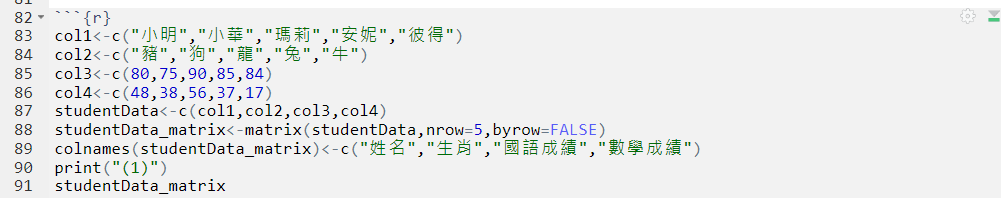 82 ```{r}
83 col1<-c("小明","小華","瑪莉","安妮","彼得")
84 col2<-c("豬","狗","龍","兔","牛")
85 col3<-c(80,75,90,85,84)
86 col4<-c(48,38,56,37,17)
87 studentData<-c(col1,col2,col3,col4)
88 studentData_matrix<-matrix(studentData,nrow=5,byrow=FALSE)
89 colnames(studentData_matrix)<-c("姓名","生肖","國語成績","數學成績")
90 print("(1)")
91 studentData_matrix